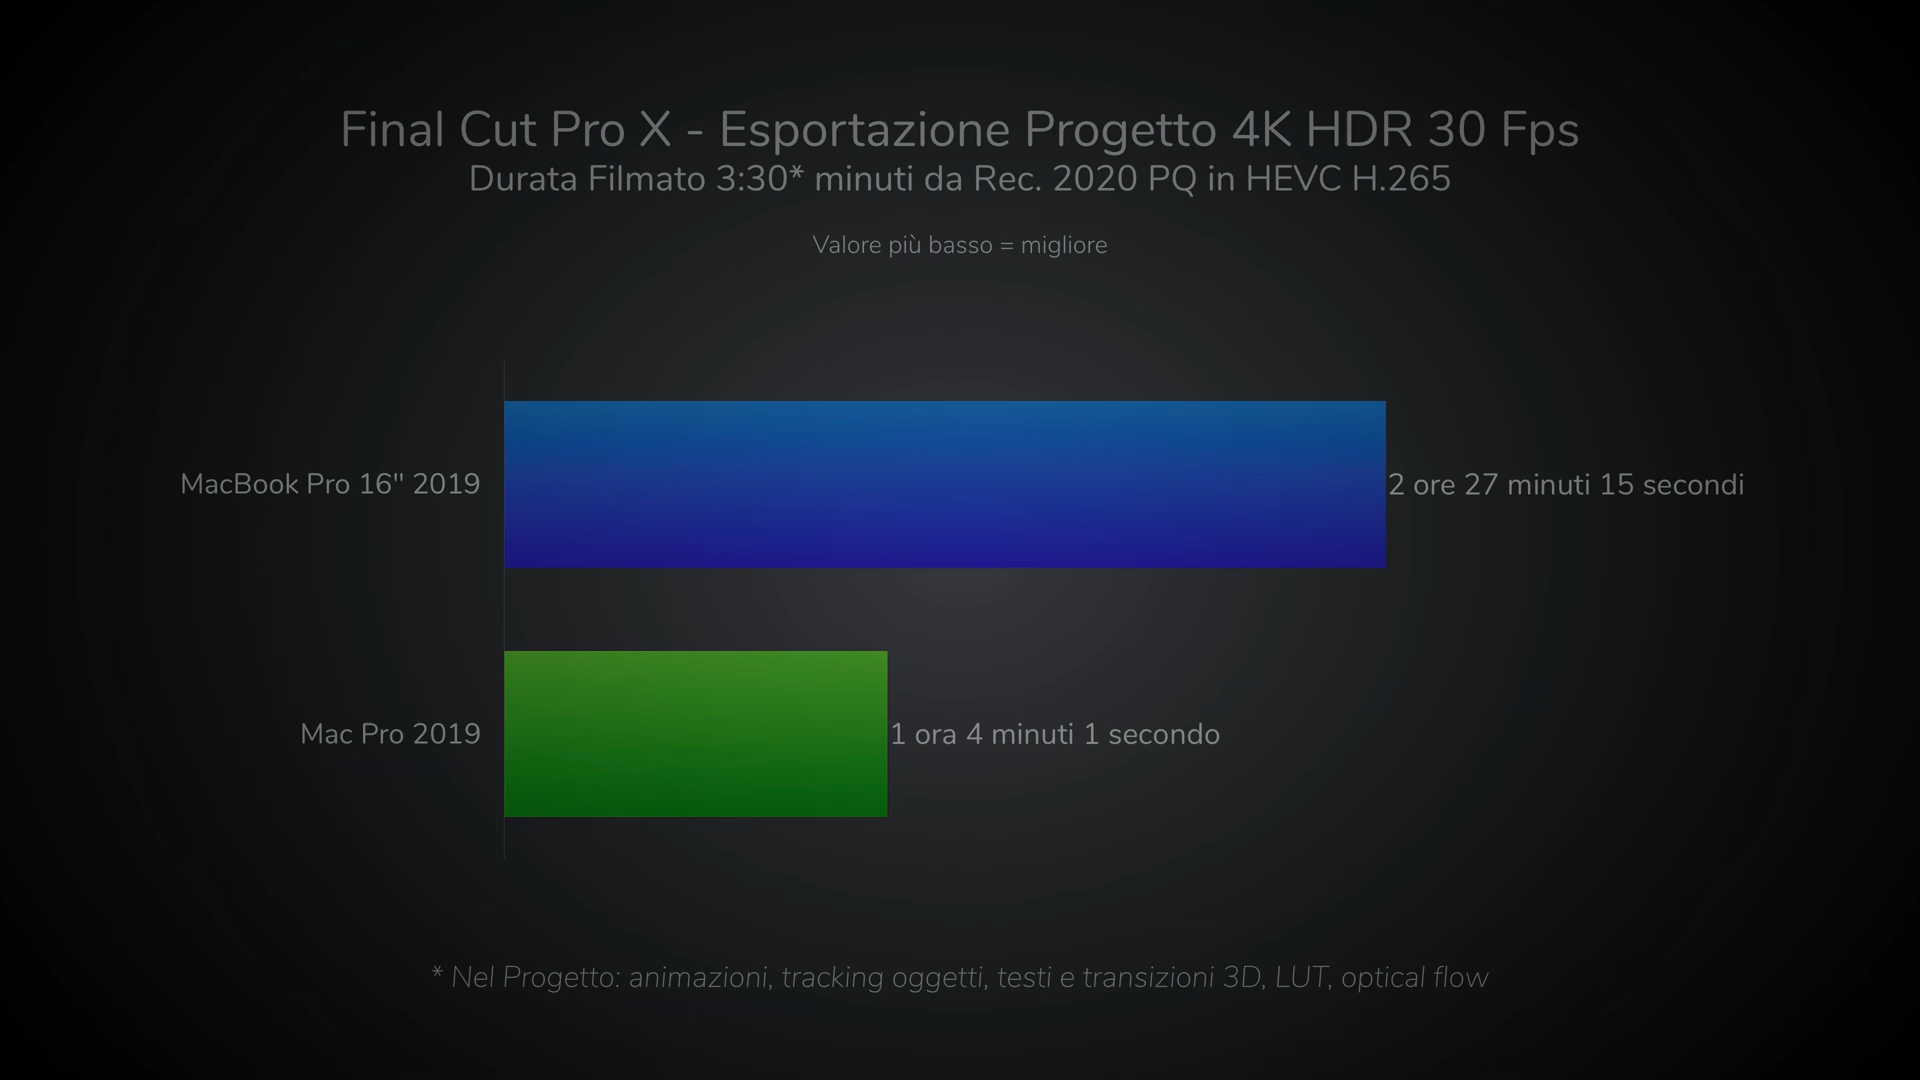 Final Cut Pro X - Esportazione Progetto 4K HDR 30 Fps
Durata Filmato 3:30* minuti da Rec. 2020 PQ in HEVC H.265
Valore più basso = migliore
MacBook Pro 16" 2019
2 ore 27 minuti 15 secondi
Mac Pro 2019
1 ora 4 minuti 1 secondo
* Nel Progetto: animazioni, tracking oggetti, testi e transizioni 3D, LUT, optical flow